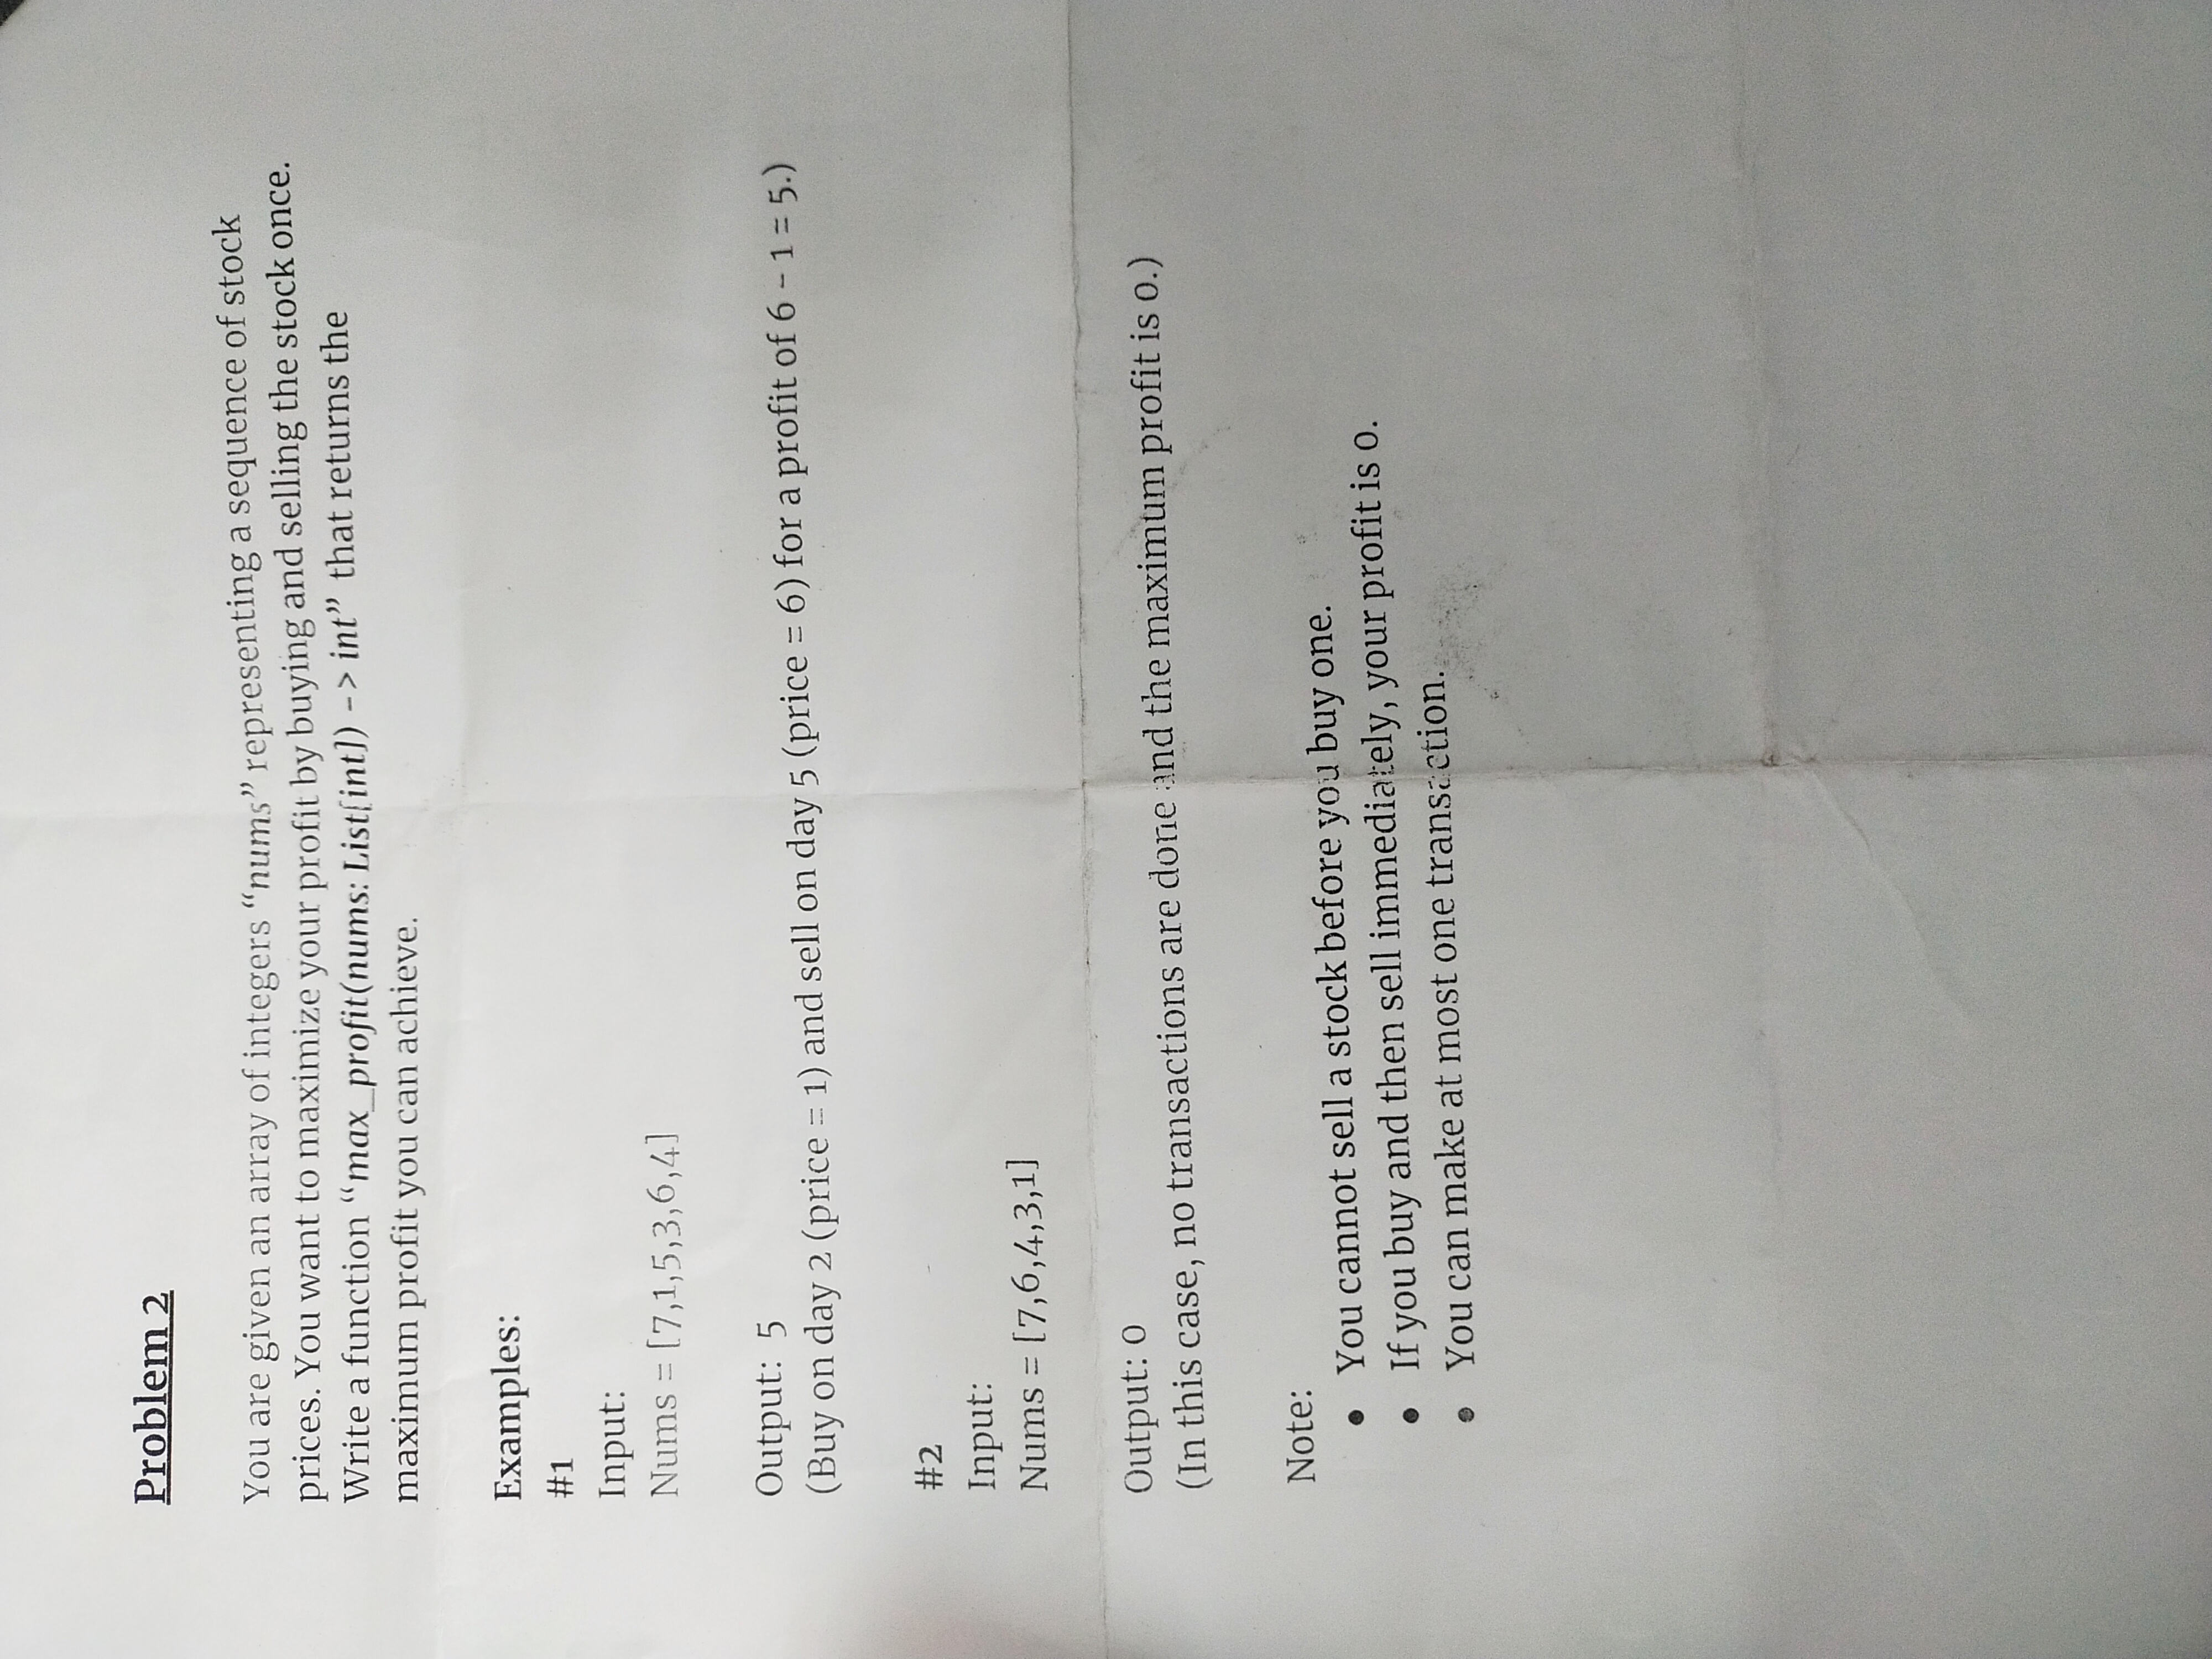 Problem 2
You are given an array of integers “nums” representing a sequence of stock
prices. You want to maximize your profit by buying and selling the stock once.
Write a function “max_profit(nums: List[int]) -> int” that returns the
maximum profit you can achieve.
Examples:
#1
Input:
Nums = [7,1,5,3,6,4]
Output: 5
(Buy on day 2 (price = 1) and sell on day 5 (price = 6) for a profit of 6 - 1 = 5.)
#2
Input:
Nums = [7,6,4,3,1]
Output: 0
(In this case, no transactions are done and the maximum profit is 0.)
Note:
● You cannot sell a stock before you buy one.
● If you buy and then sell immediately, your profit is 0.
● You can make at most one transaction.